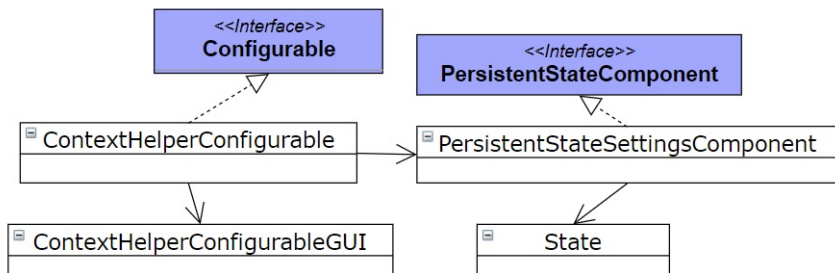 <<Interface>>
Configurable
<<Interface>>
PersistentStateComponent
ContextHelperConfigurable
PersistentStateSettingsComponent
ContextHelperConfigurableGUI
State